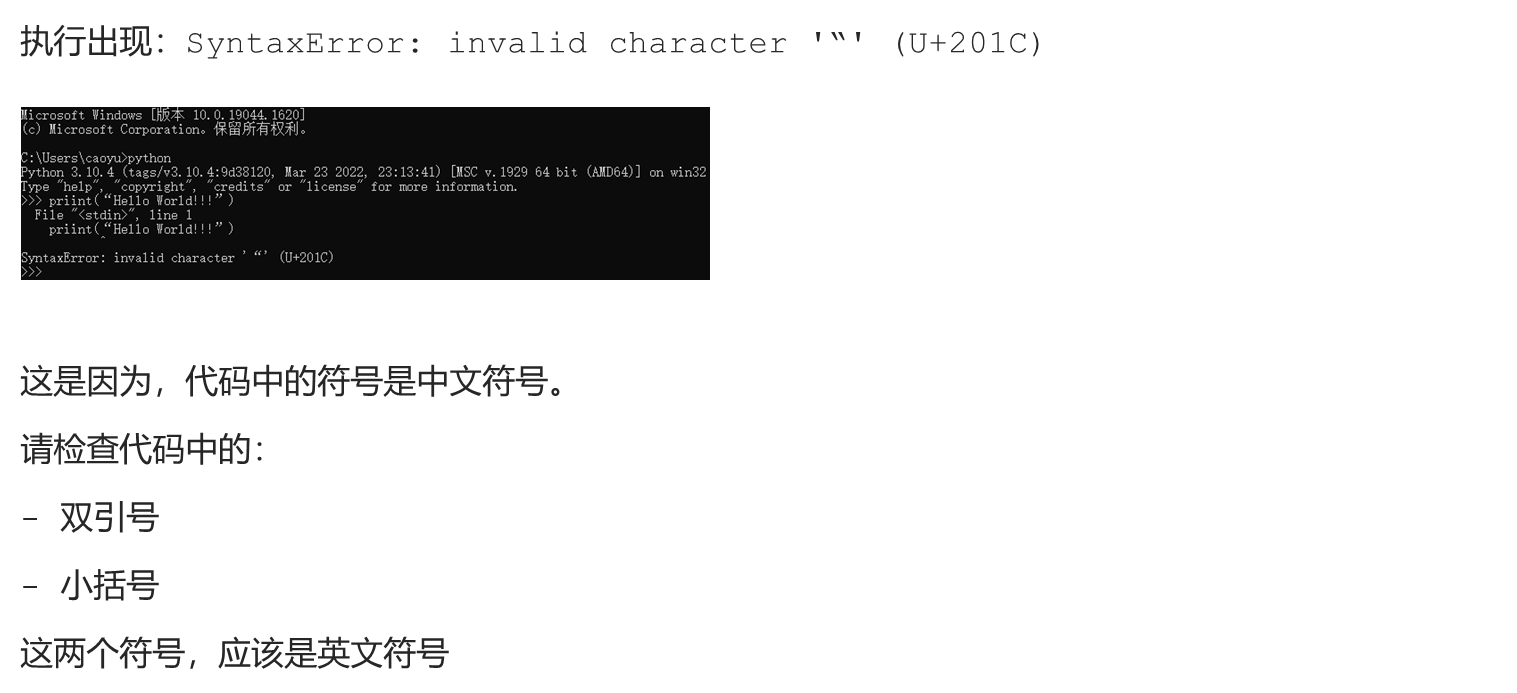 执行出现：SyntaxError: invalid character '“' (U+201C)
Microsoft Windows [版本 10.0.19044.1620]
(c) Microsoft Corporation。保留所有权利。
C:\Users\caoyu>python
Python 3.10.4 (tags/v3.10.4:9d38120, Mar 23 2022, 23:13:41) [MSC v.1929 64 bit (AMD64)] on win32
Type "help", "copyright", "credits" or "license" for more information.
>>> priint(“Hello World!!!”)
  File "<stdin>", line 1
    priint(“Hello World!!!”)
           ^
SyntaxError: invalid character '“' (U+201C)
>>>
这是因为，代码中的符号是中文符号。
请检查代码中的：
- 双引号
- 小括号
这两个符号，应该是英文符号